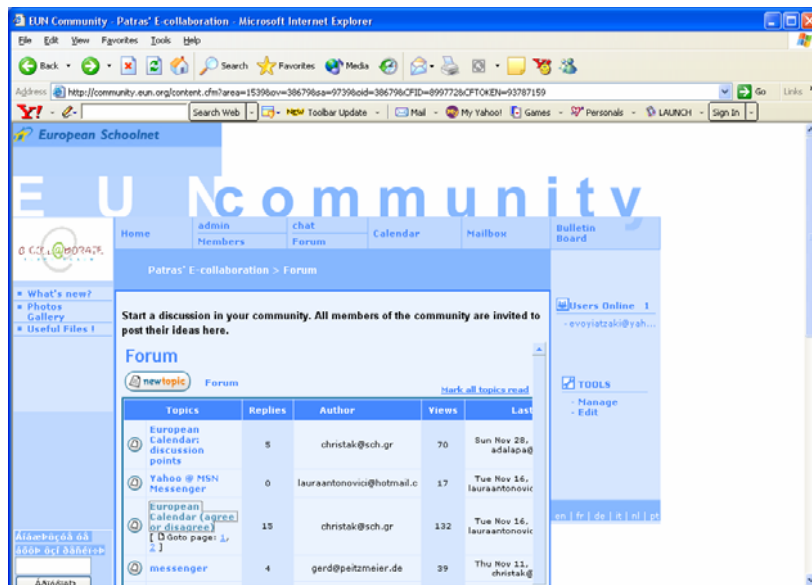 EUN Community - Patras' E-collaboration - Microsoft Internet Explorer
File Edit View Favorites Tools Help
Back Search Favorites Media
Address http://community.eun.org/content.cfm?area=1539&ov=38679&sa=973&oid=38679&CFID=899772&CFTOKEN=93787159 Go Links
Y! Search Web NEW Toolbar Update Mail My Yahoo! Games Personals LAUNCH Sign In
European Schoolnet
EUN community
Home admin chat Calendar Mailbox Bulletin
Members Forum Board
Patras' E-collaboration > Forum
What's new?
Photos
Gallery
Useful Files !
Users Online 1
- evoyiatzaki@yah...
TOOLS
- Manage
- Edit
en | fr | de | it | nl | pt
Start a discussion in your community. All members of the community are invited to
post their ideas here.
Forum
newtopic Forum Mark all topics read
Topics Replies Author Views Last
European
Calendar:
discussion
points
5 christak@sch.gr 70 Sun Nov 28,
adalapa@
Yahoo @ MSN
Messenger
0 lauraantonovici@hotmail.c 17 Tue Nov 16,
lauraantonovic
European
Calendar (agree
or disagree)
[ Goto page: 1,
2 ]
15 christak@sch.gr 132 Tue Nov 16,
lauraantonovic
messenger 4 gerd@peitzmeier.de 39 Thu Nov 11,
christak@